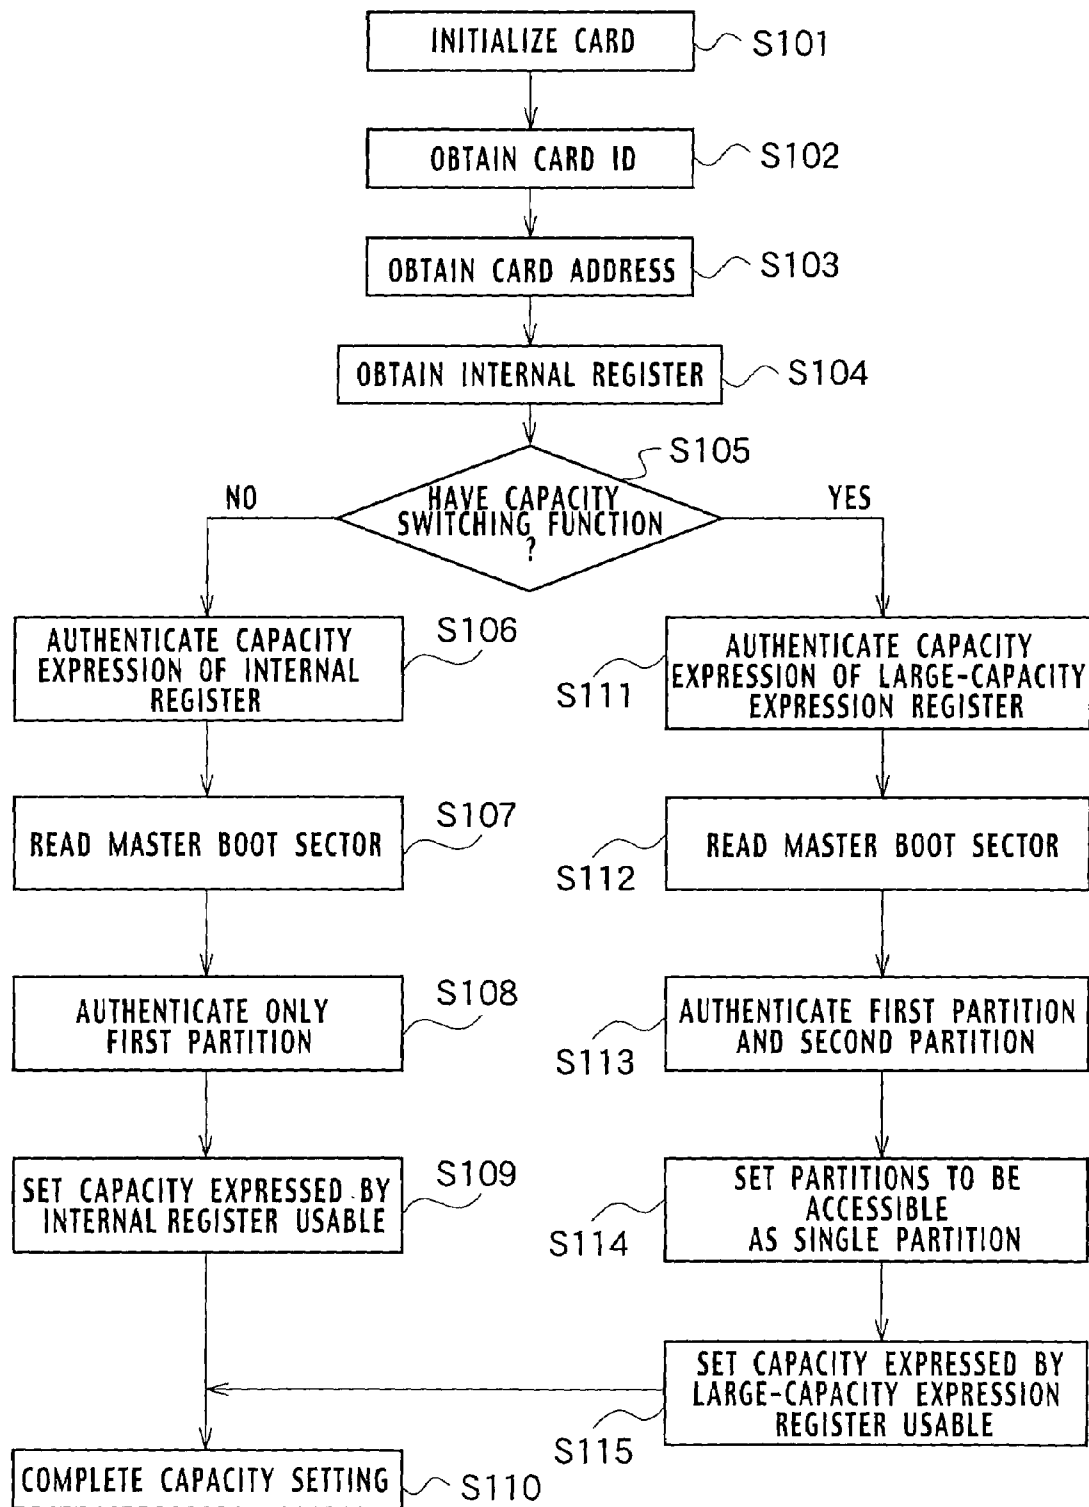 INITIALIZE CARD
S101
OBTAIN CARD ID
S102
OBTAIN CARD ADDRESS
S103
OBTAIN INTERNAL REGISTER
S104
S105
HAVE CAPACITY
SWITCHING FUNCTION
?
NO
YES
AUTHENTICATE CAPACITY
EXPRESSION OF INTERNAL
REGISTER
S106
READ MASTER BOOT SECTOR
S107
AUTHENTICATE ONLY
FIRST PARTITION
S108
SET CAPACITY EXPRESSED BY
INTERNAL REGISTER USABLE
S109
AUTHENTICATE CAPACITY
EXPRESSION OF LARGE-CAPACITY
EXPRESSION REGISTER
S111
READ MASTER BOOT SECTOR
S112
AUTHENTICATE FIRST PARTITION
AND SECOND PARTITION
S113
SET PARTITIONS TO BE
ACCESSIBLE
AS SINGLE PARTITION
S114
SET CAPACITY EXPRESSED BY
LARGE-CAPACITY EXPRESSION
REGISTER USABLE
S115
COMPLETE CAPACITY SETTING
S110